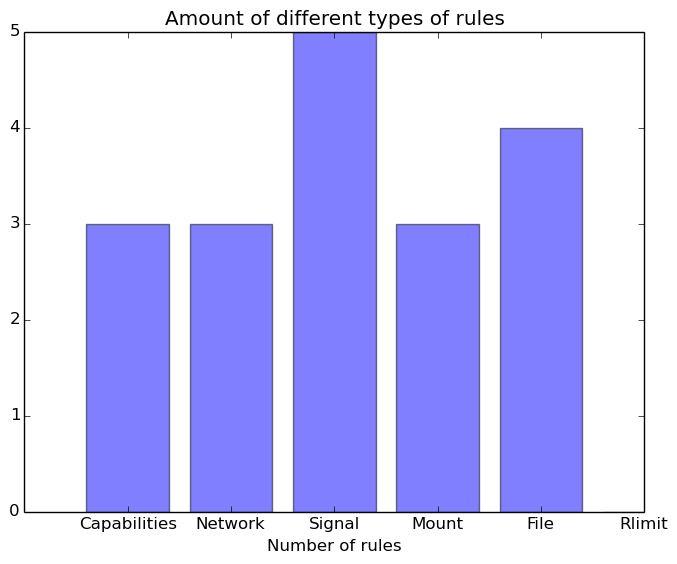 Amount of different types of rules
5
4
3
2
1
0
Capabilities Network Signal Mount File Rlimit
Number of rules